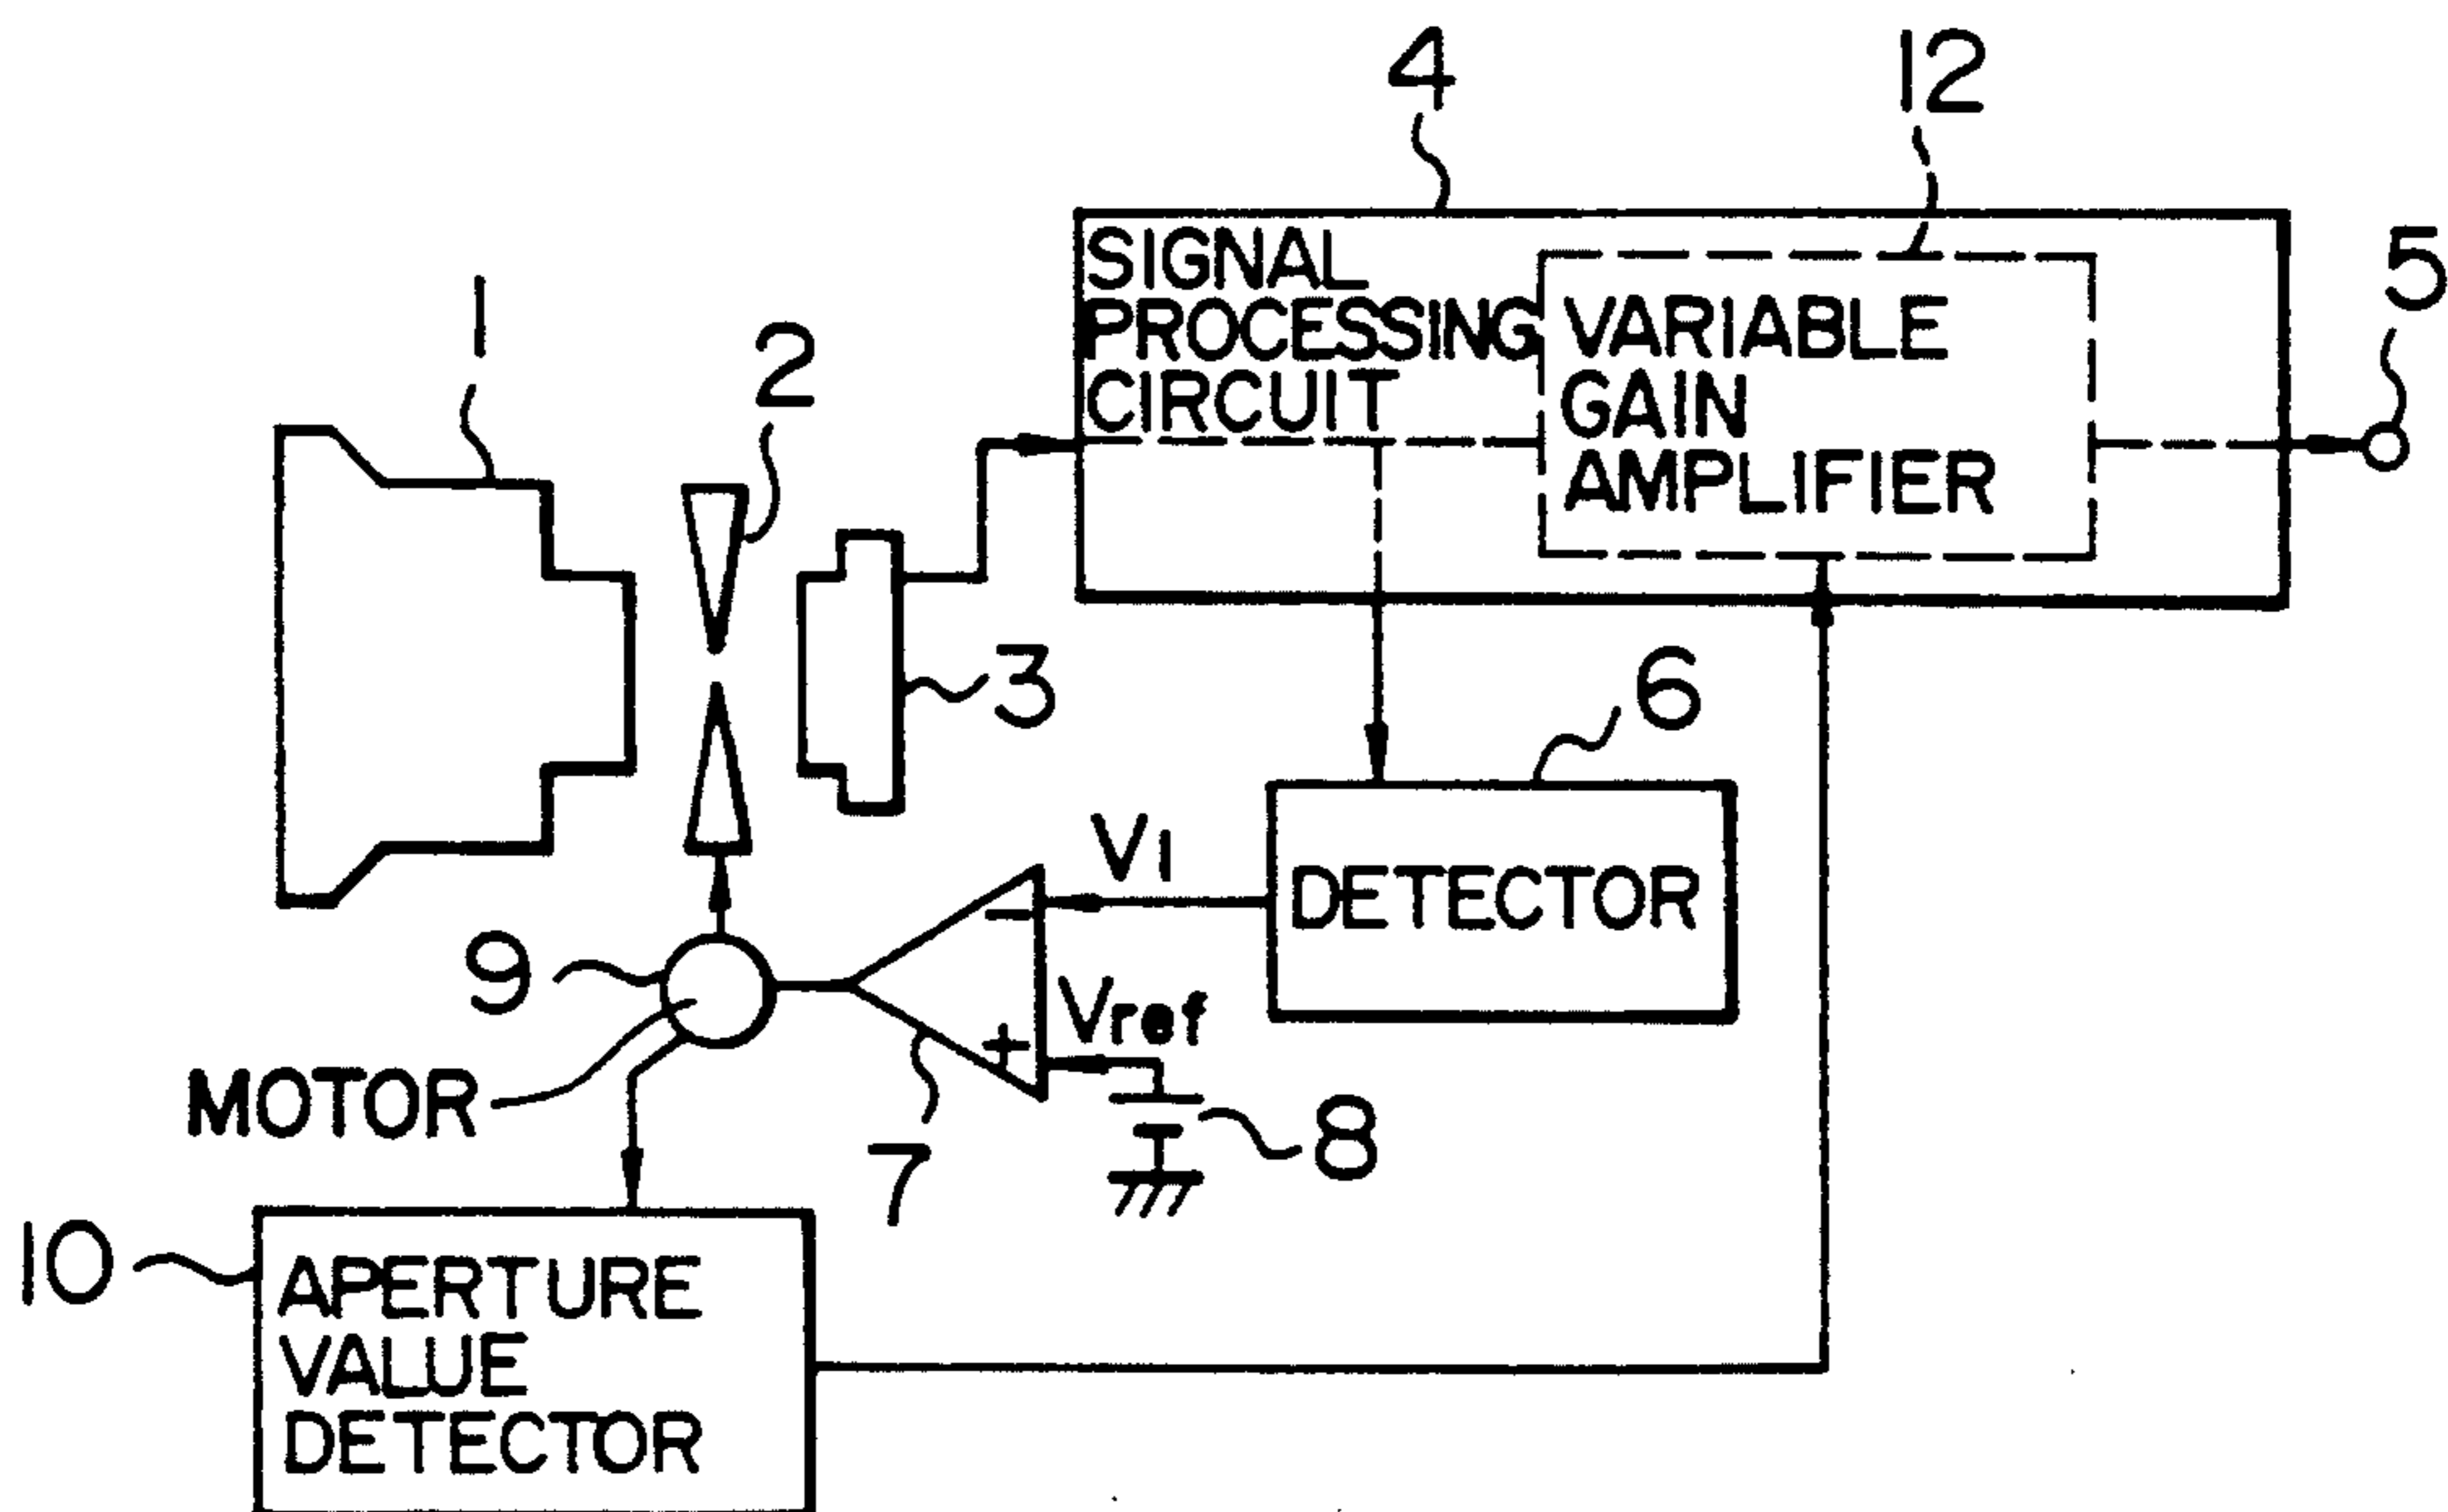 4
12
5
1
2
SIGNAL
PROCESSING
CIRCUIT
VARIABLE
GAIN
AMPLIFIER
3
6
V1
DETECTOR
9
Vref
−
+
MOTOR
7
8
10
APERTURE
VALUE
DETECTOR